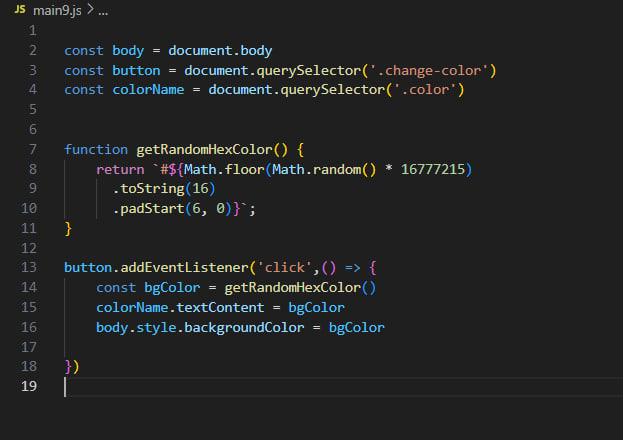 JS main9.js > ...
1
2 const body = document.body
3 const button = document.querySelector('.change-color')
4 const colorName = document.querySelector('.color')
5
6
7 function getRandomHexColor() {
8     return `#${Math.floor(Math.random() * 16777215)
9       .toString(16)
10       .padStart(6, 0)}`;
11 }
12
13 button.addEventListener('click',() => {
14     const bgColor = getRandomHexColor()
15     colorName.textContent = bgColor
16     body.style.backgroundColor = bgColor
17
18 })
19